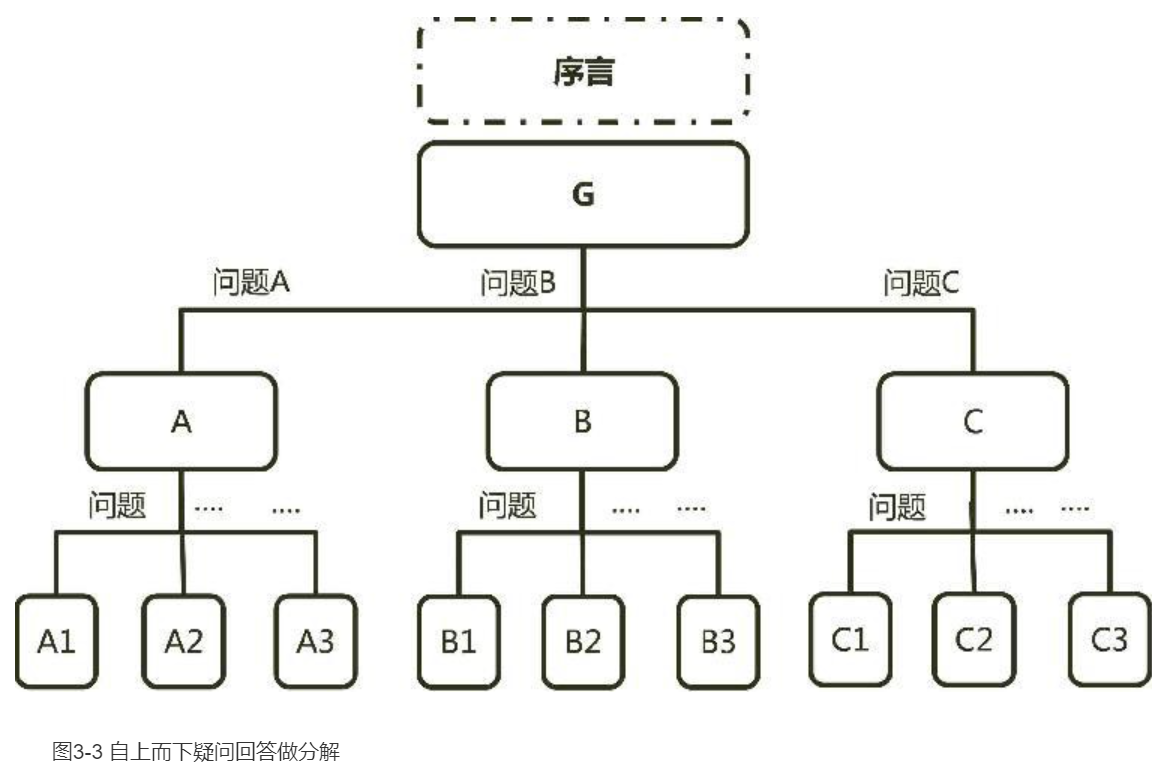 序言
G
问题A 问题B 问题C
A B C
问题 .... .... 问题 .... .... 问题 .... ....
A1 A2 A3 B1 B2 B3 C1 C2 C3
图3-3 自上而下疑问回答做分解